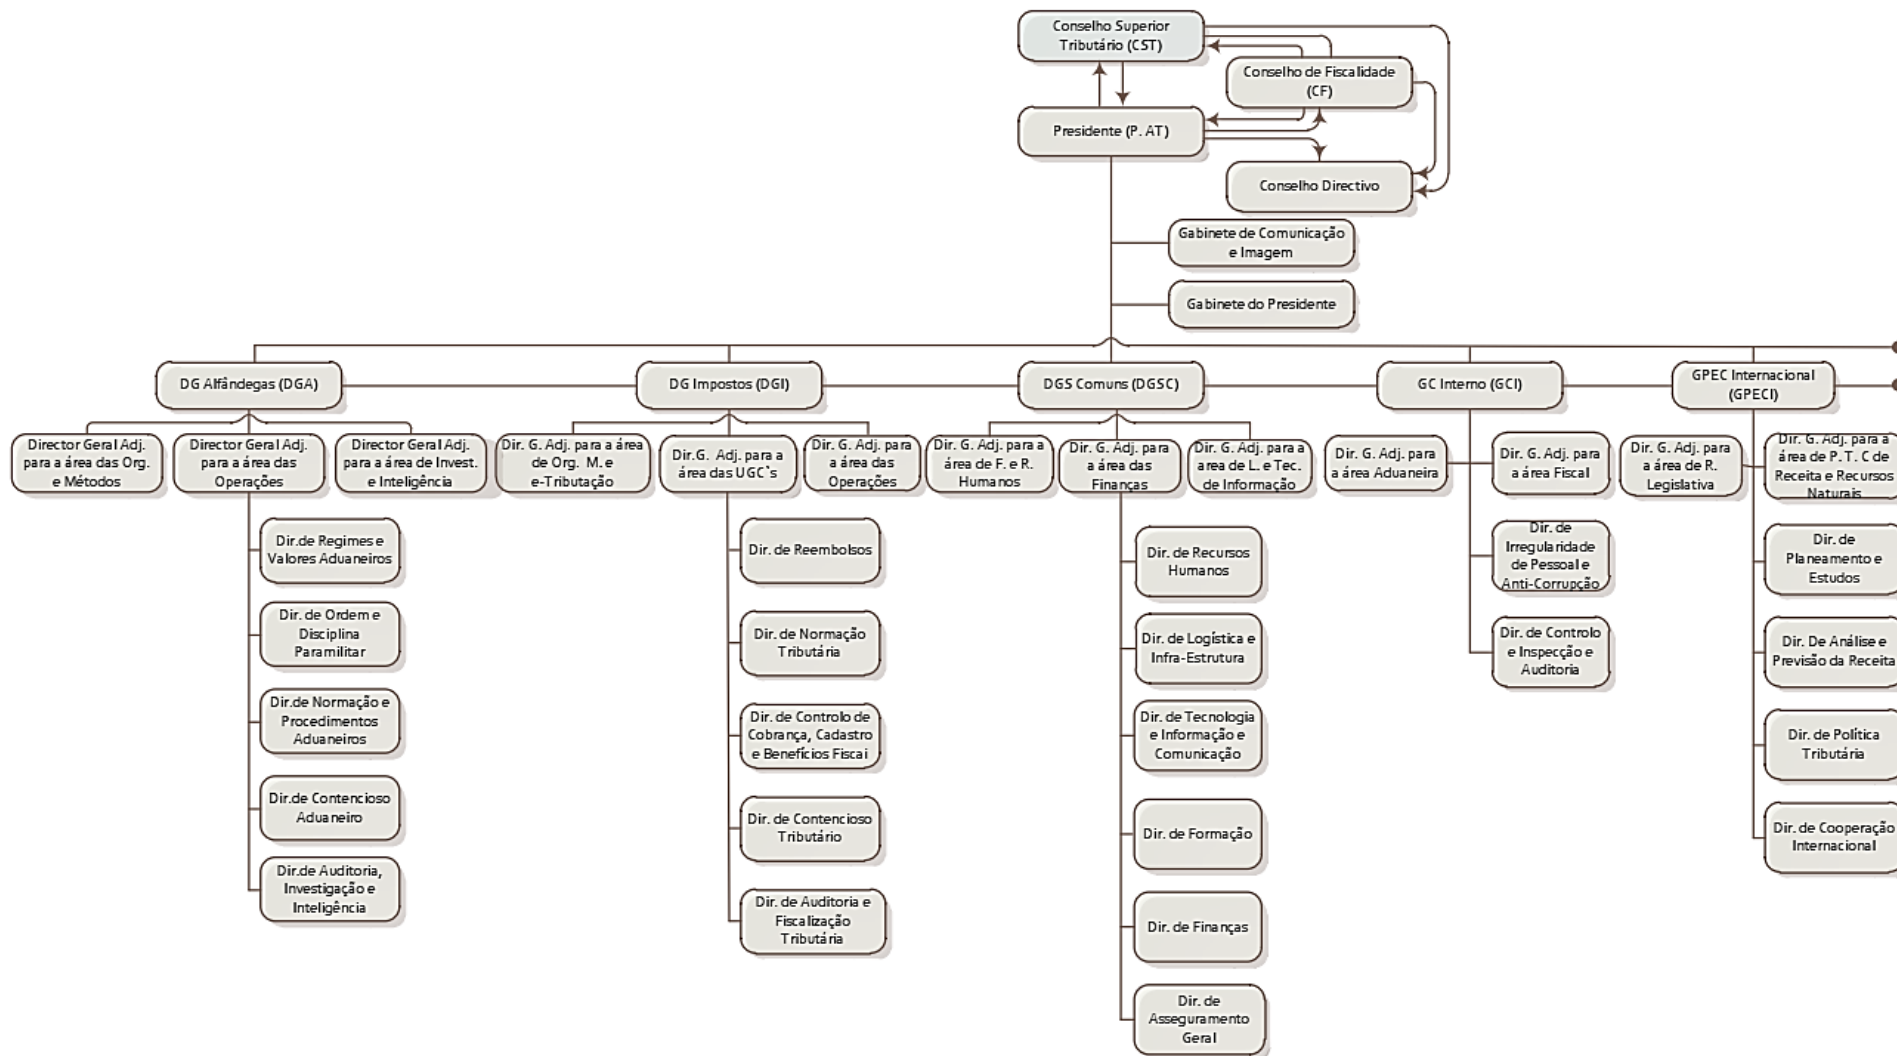 Conselho Superior
Tributário (CST)
Conselho de Fiscalidade
(CF)
Presidente (P. AT)
Conselho Directivo
Gabinete de Comunicação
e Imagem
Gabinete do Presidente
DG Alfândegas (DGA)
DG Impostos (DGI)
DGS Comuns (DGSC)
GC Interno (GCI)
GPEC Internacional
(GPECI)
Director Geral Adj.
para a área das Org.
e Métodos
Director Geral Adj.
para a área das
Operações
Director Geral Adj.
para a área de Invest.
e Inteligência
Dir. G. Adj. para a área
de Org. M. e
e-Tributação
Dir.G. Adj. para a
área das UGC`s
Dir. G. Adj. para
a área das
Operações
Dir. G. Adj. para a
área de F. e R.
Humanos
Dir. G. Adj. para
a área das
Finanças
Dir. G. Adj. para a
area de L. e Tec.
de Informação
Dir. G. Adj. para
a área Aduaneira
Dir. G. Adj. para
a área Fiscal
Dir. G. Adj. para
a área de R.
Legislativa
Dir. G. Adj. para a
área de P. T. C de
Receita e Recursos
Naturais
Dir.de Regimes e
Valores Aduaneiros
Dir. de Ordem e
Disciplina
Paramilitar
Dir.de Normação e
Procedimentos
Aduaneiros
Dir.de Contencioso
Aduaneiro
Dir.de Auditoria,
Investigação e
Inteligência
Dir. de Reembolsos
Dir. de Normação
Tributária
Dir. de Controlo de
Cobrança, Cadastro
e Benefícios Fiscai
Dir. de Contencioso
Tributário
Dir. de Auditoria e
Fiscalização
Tributária
Dir. de Recursos
Humanos
Dir. de Logística e
Infra-Estrutura
Dir. de Tecnologia
e Informação e
Comunicação
Dir. de Formação
Dir. de Finanças
Dir. de
Asseguramento
Geral
Dir. de
Irregularidade
de Pessoal e
Anti-Corrupção
Dir. de Controlo
e Inspecção e
Auditoria
Dir. de
Planeamento e
Estudos
Dir. De Análise e
Previsão da Receita
Dir. de Política
Tributária
Dir. de Cooperação
Internacional